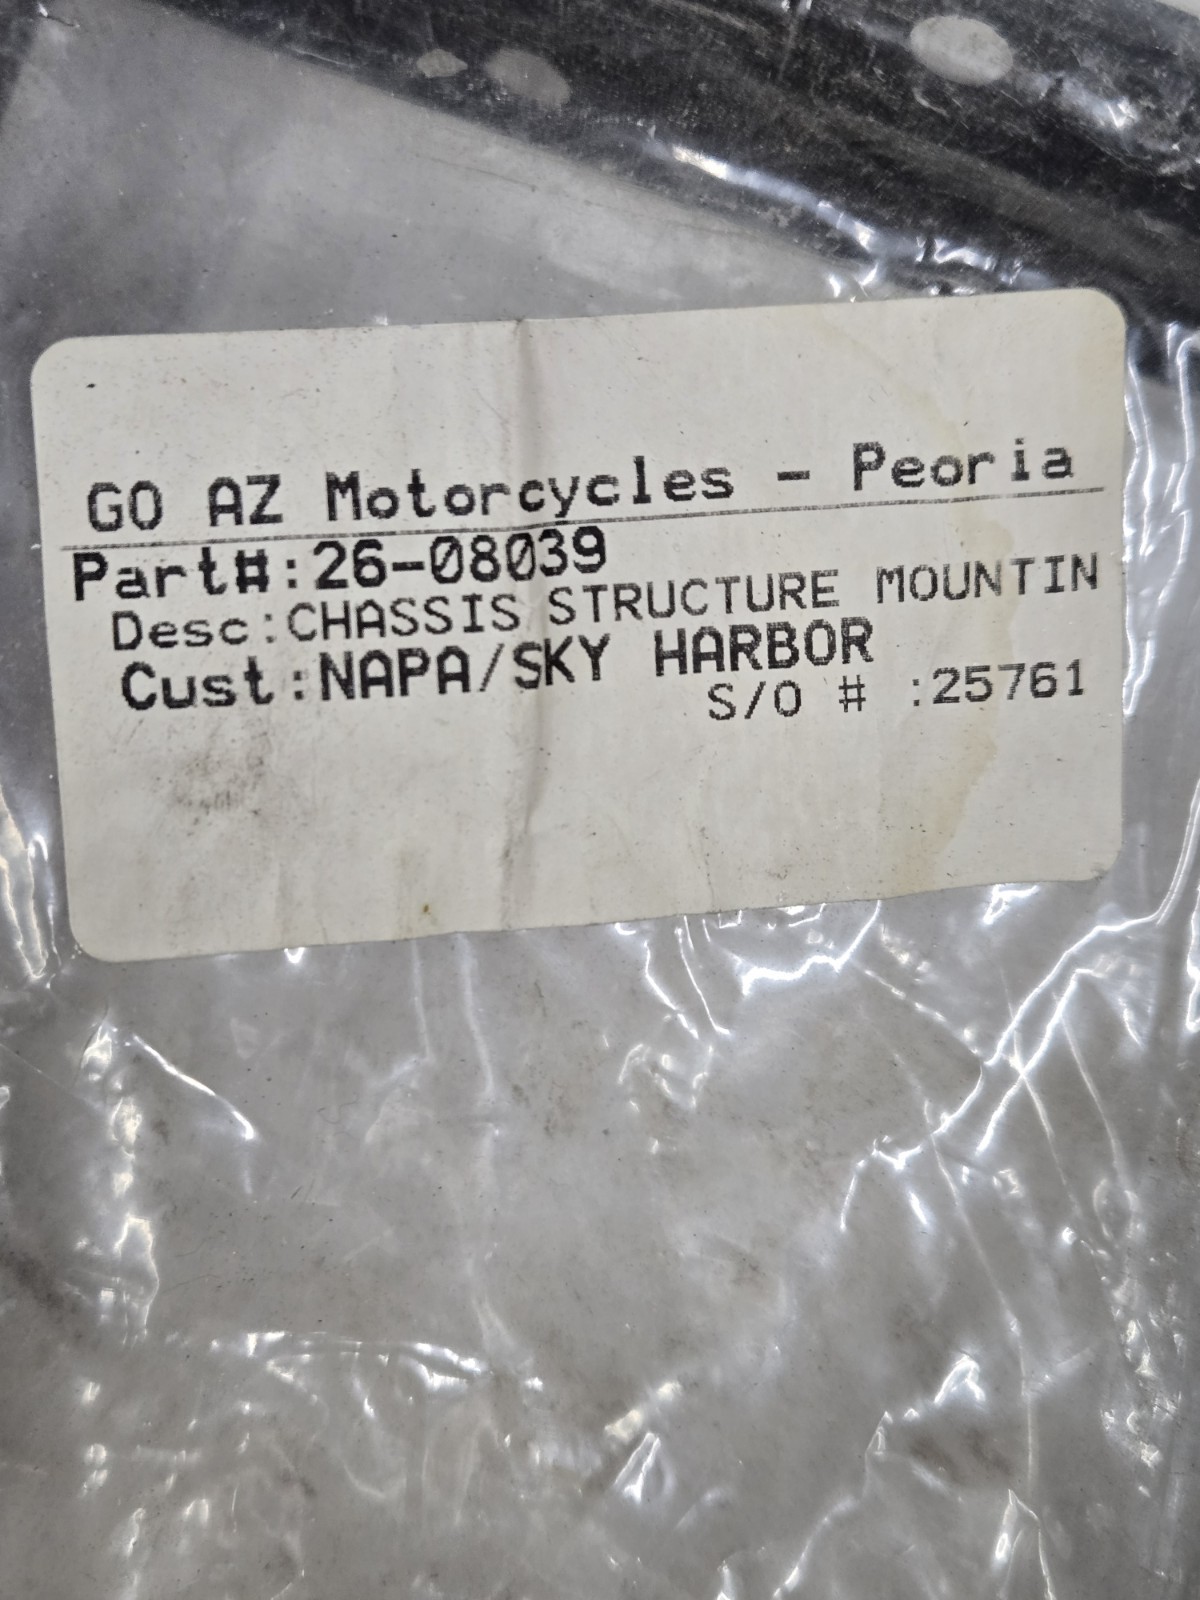 GO AZ Motorcycles - Peoria
Part#:26-08039
Desc:CHASSIS STRUCTURE MOUNTIN
Cust:NAPA/SKY HARBOR
S/O # :25761